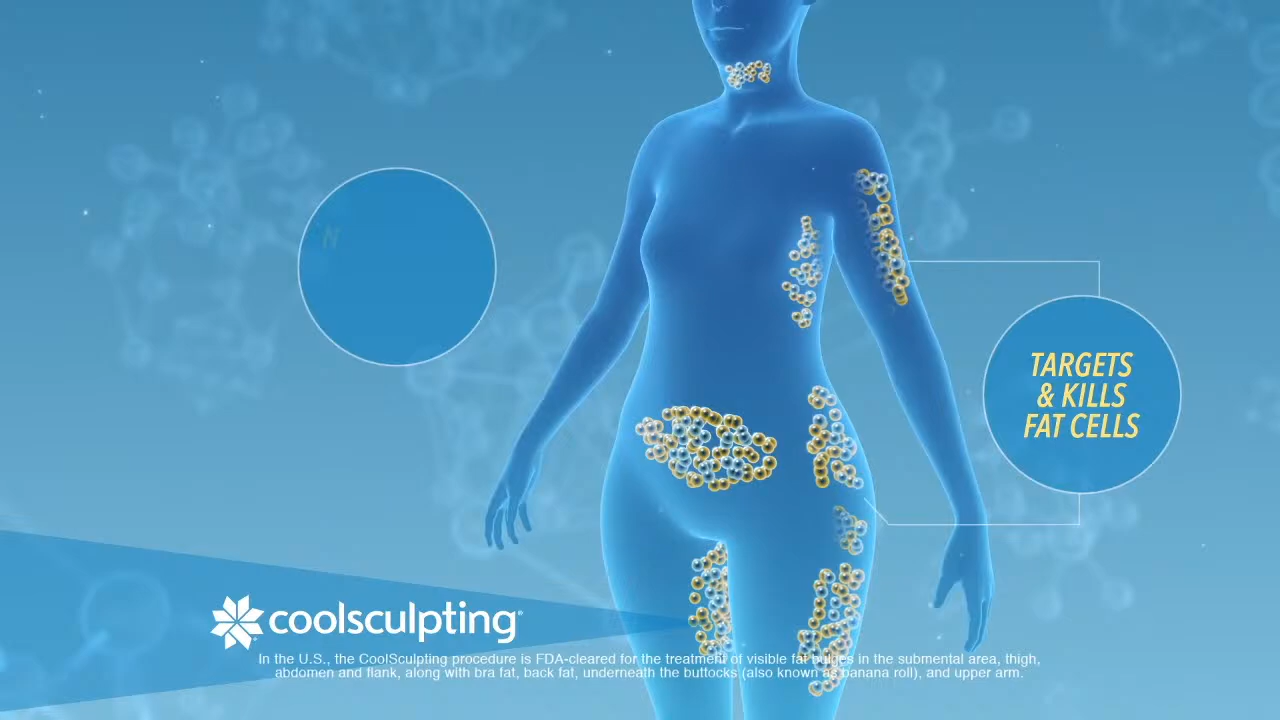 TARGETS
& KILLS
FAT CELLS
coolsculpting®
In the U.S., the CoolSculpting procedure is FDA-cleared for the treatment of visible fat bulges in the submental area, thigh,
abdomen and flank, along with bra fat, back fat, underneath the buttocks (also known as banana roll), and upper arm.